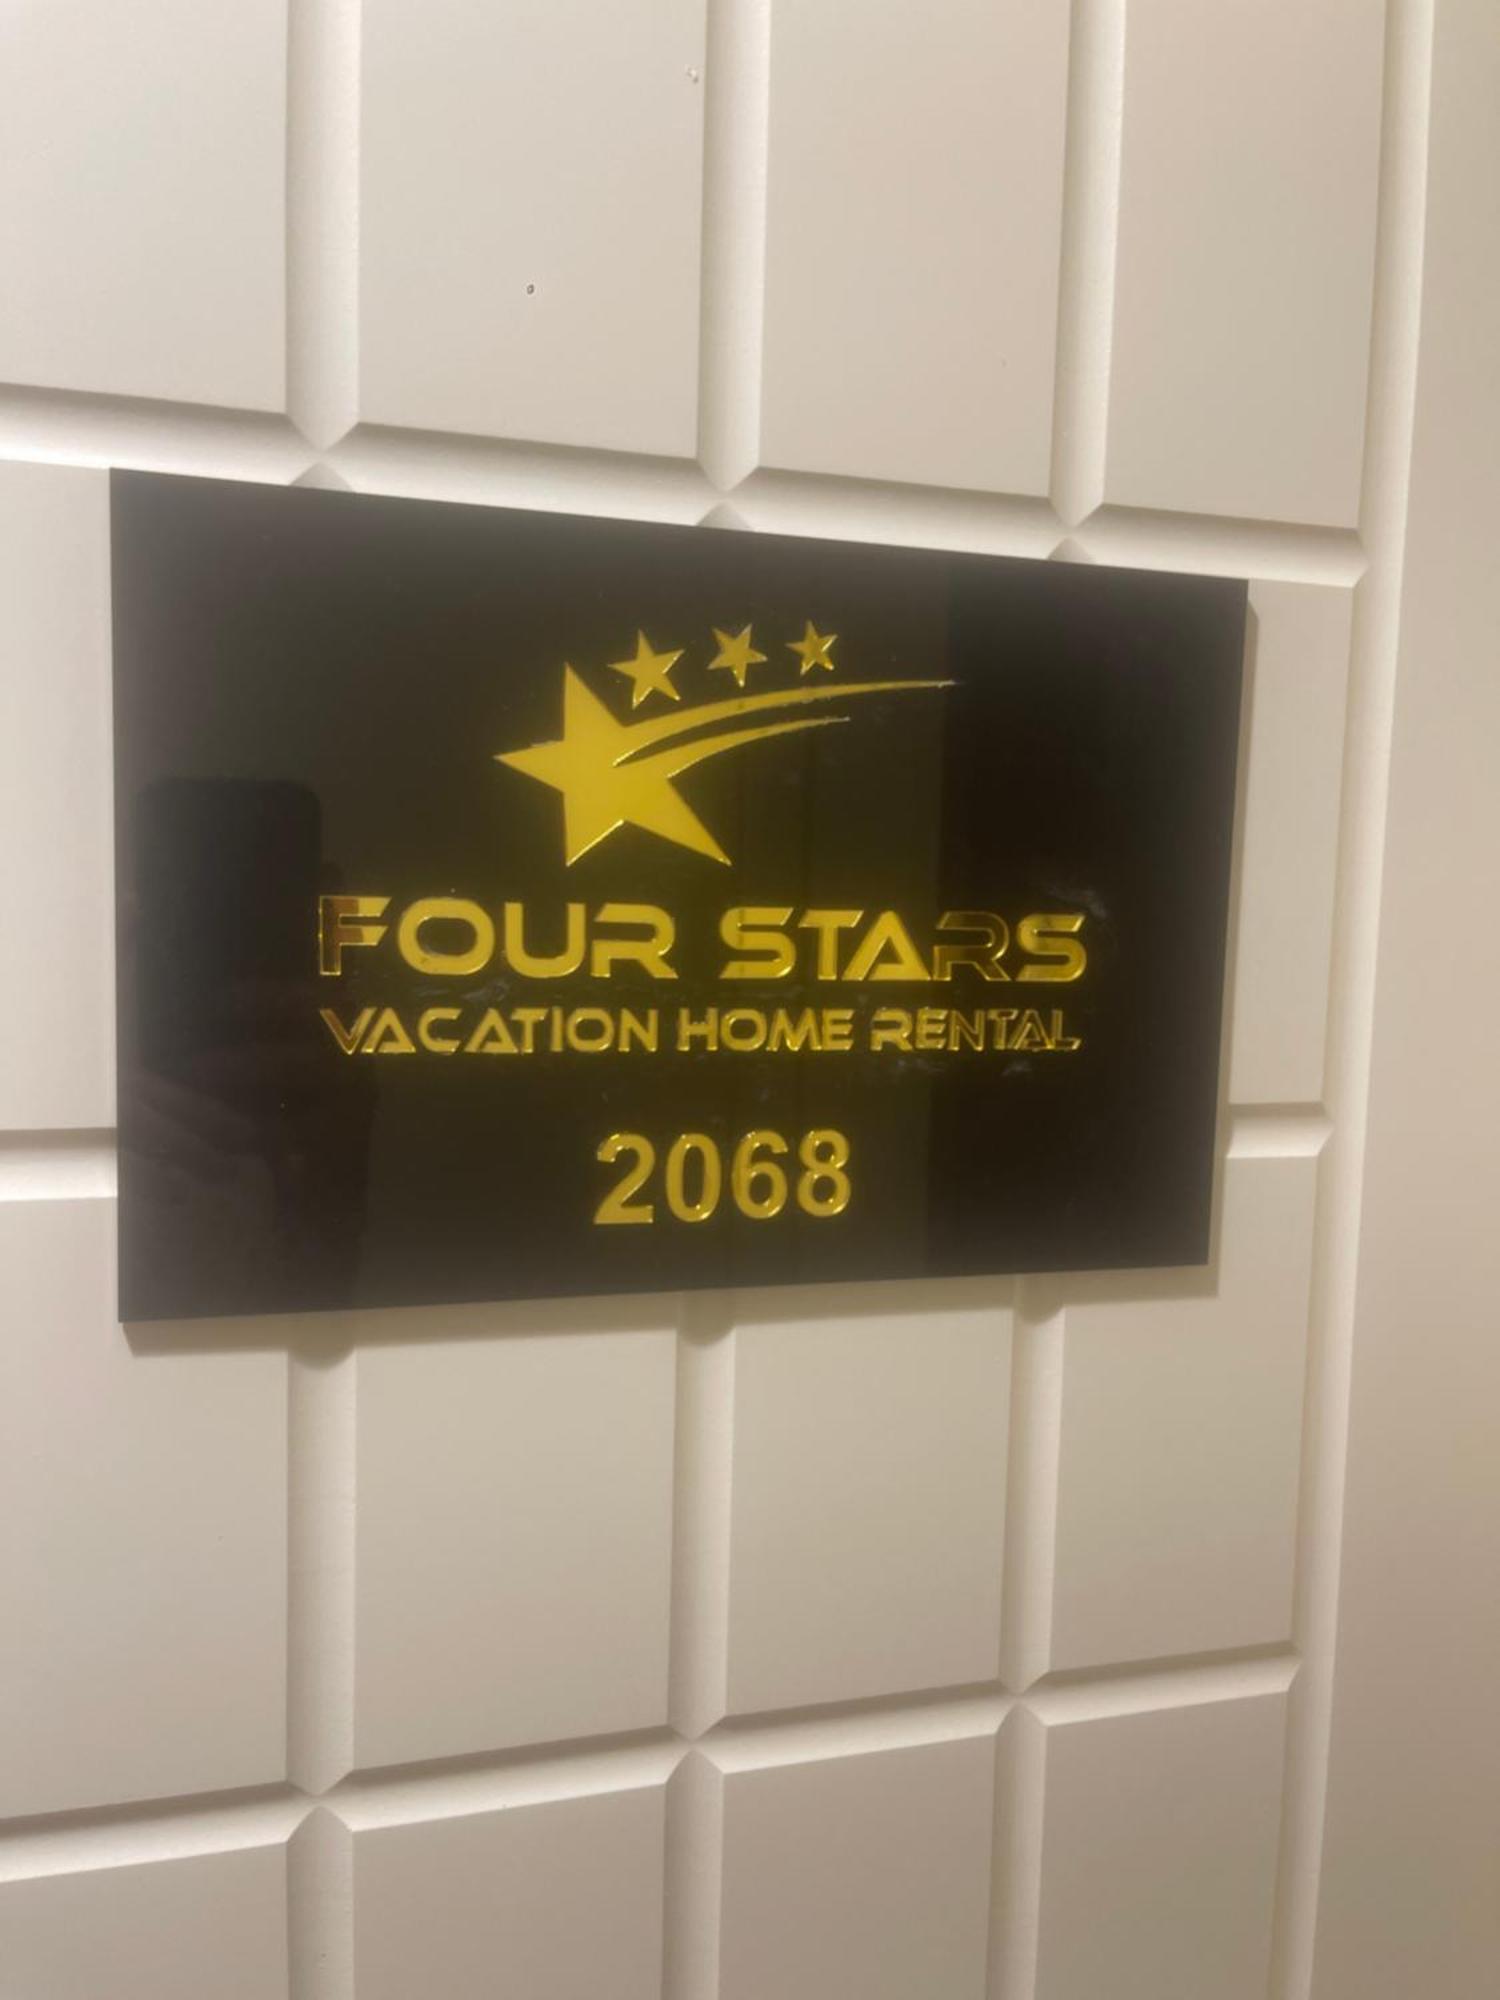 FOUR STARS
VACATION HOME RENTAL
2068